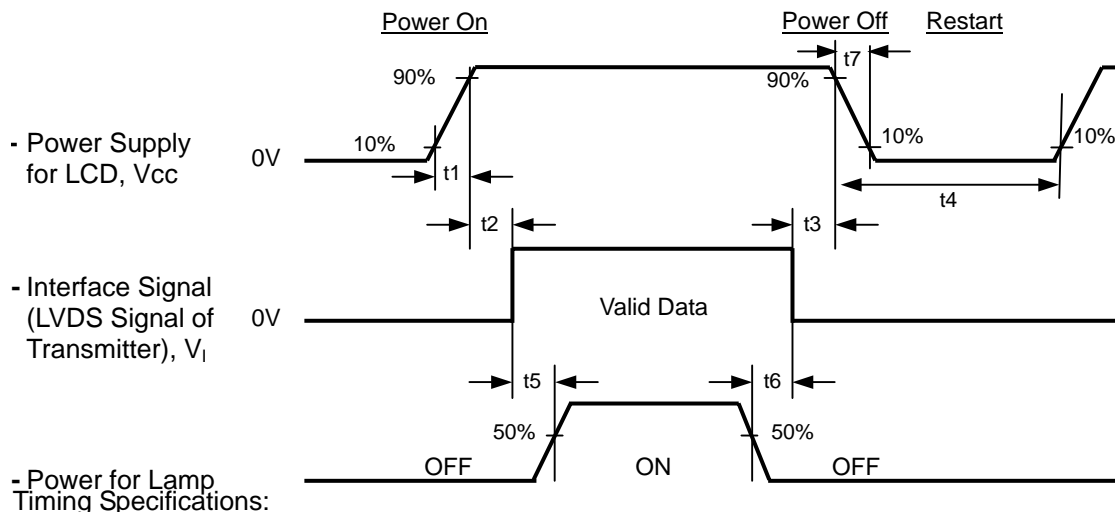 Power On
Power Off
Restart
t7
90%
90%
- Power Supply
for LCD, Vcc
0V
10%
10%
10%
t1
t4
t2
t3
- Interface Signal
(LVDS Signal of
Transmitter), VI
0V
Valid Data
t5
t6
50%
50%
- Power for Lamp
OFF
ON
OFF
Timing Specifications: